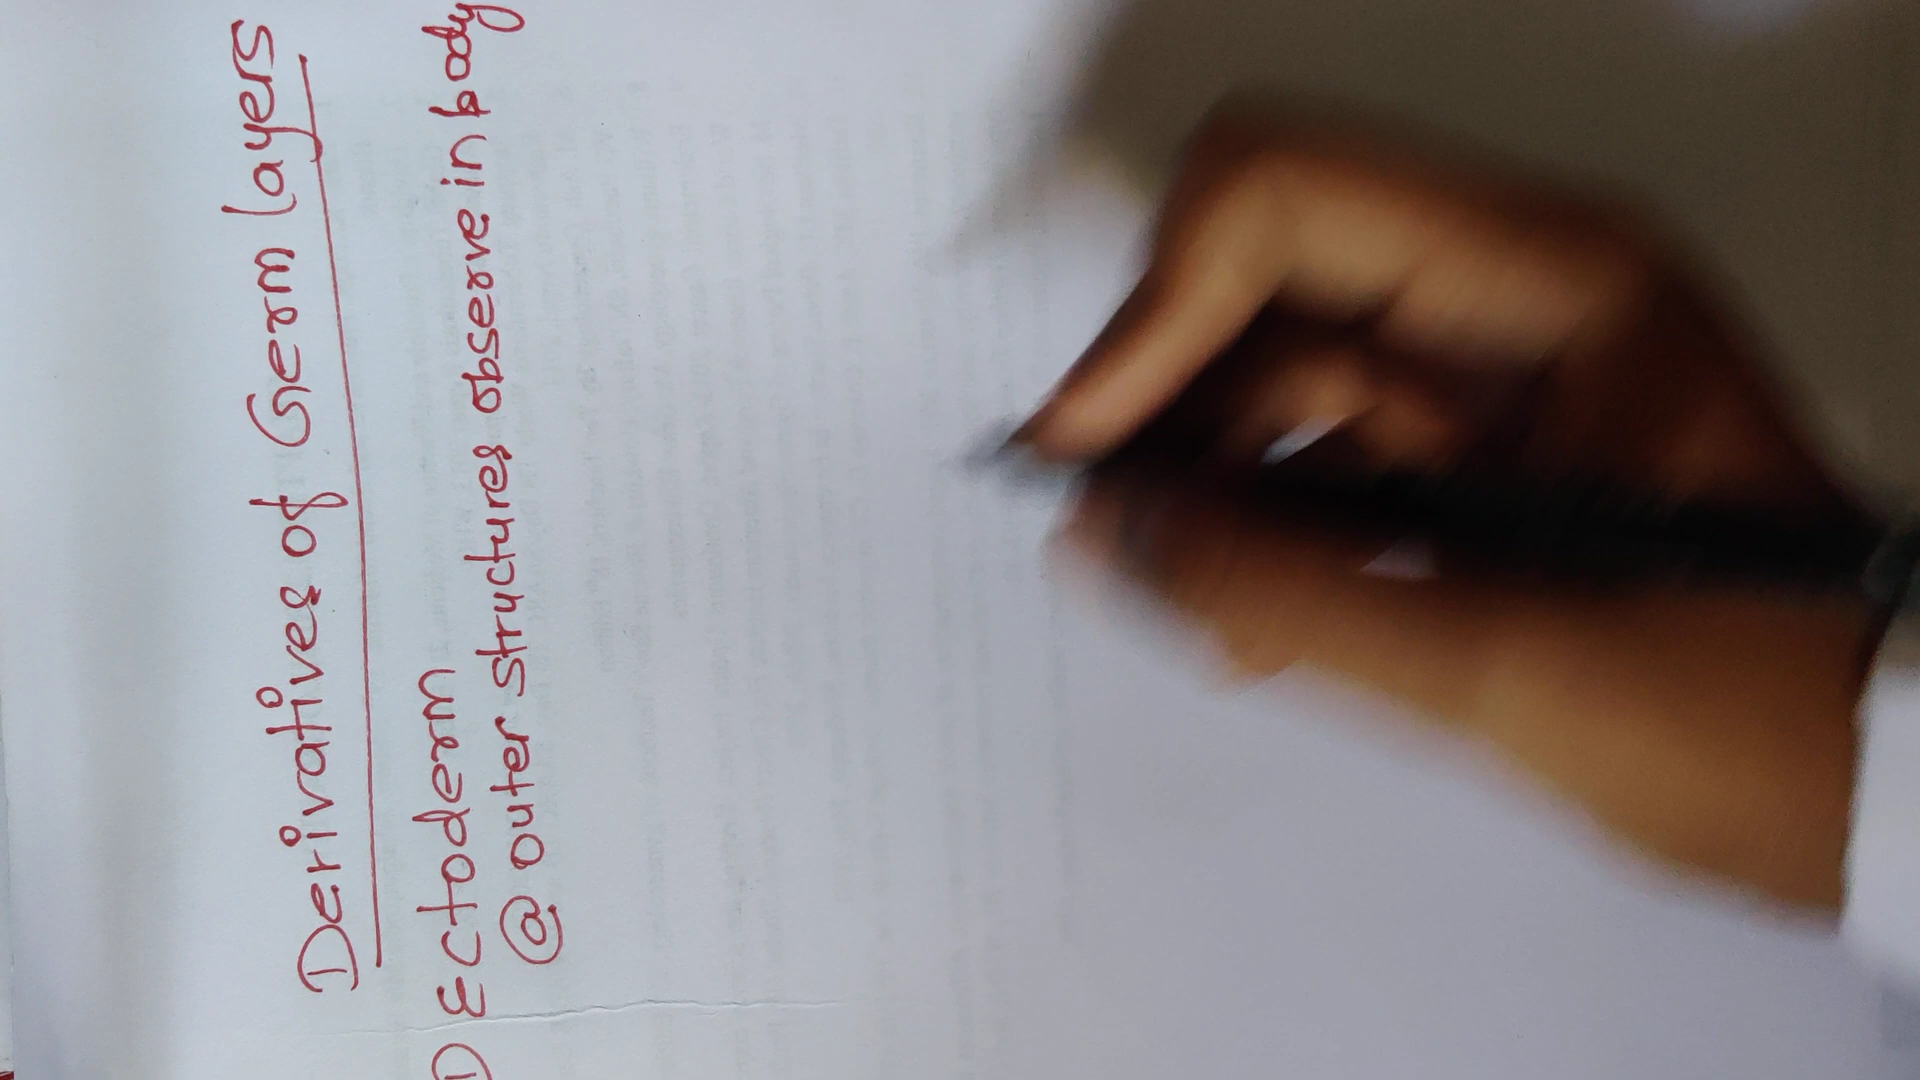 Derivatives of Germ layers
1) Ectoderm
@ outer structures observe in body